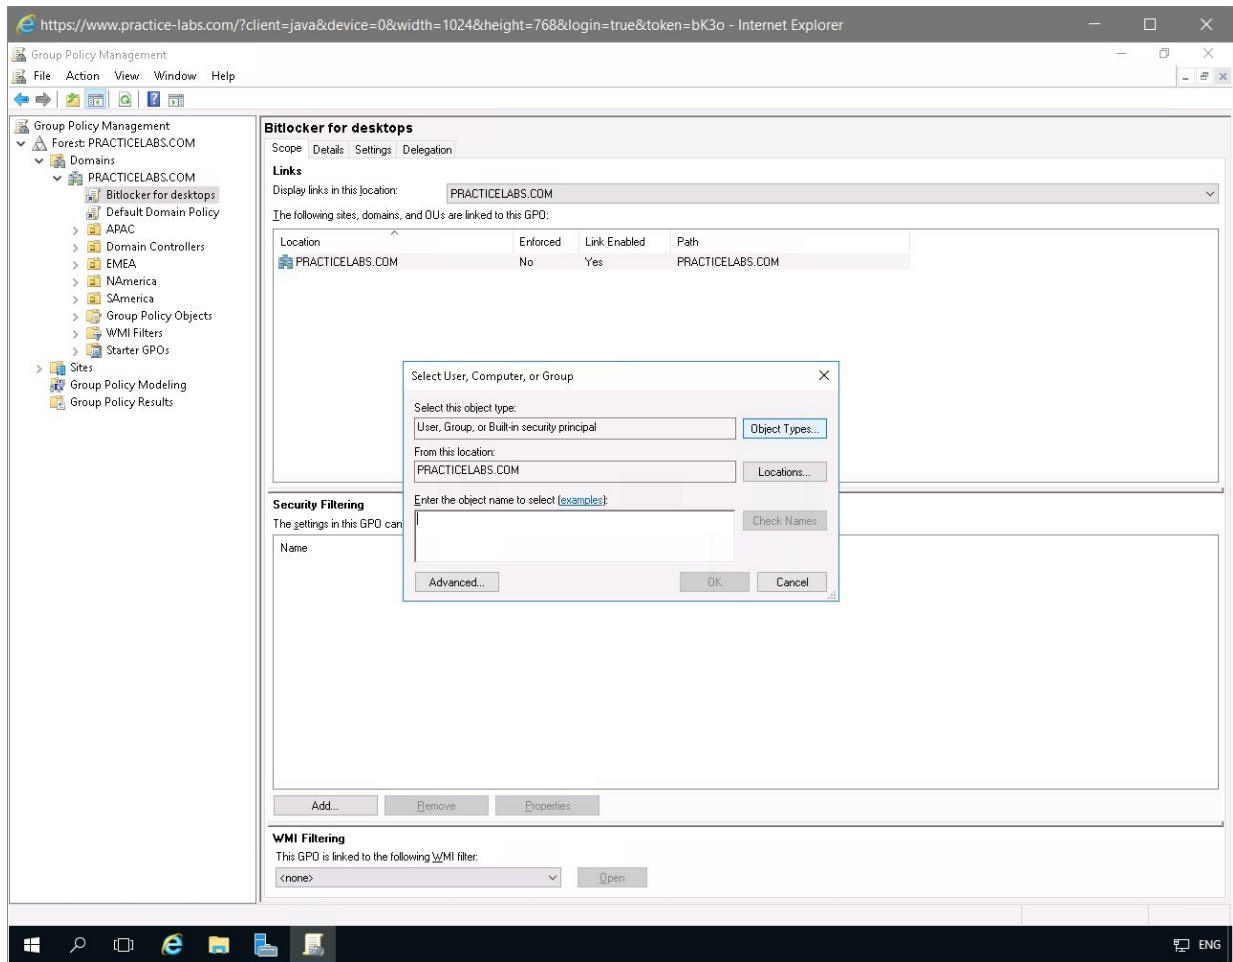 https://www.practice-labs.com/?client=java&device=0&width=1024&height=768&login=true&token=bK3o - Internet Explorer
Group Policy Management
File Action View Window Help
Group Policy Management
Forest: PRACTICELABS.COM
Domains
PRACTICELABS.COM
Bitlocker for desktops
Default Domain Policy
APAC
Domain Controllers
EMEA
NAmerica
SAmerica
Group Policy Objects
WMI Filters
Starter GPOs
Sites
Group Policy Modeling
Group Policy Results
Bitlocker for desktops
Scope Details Settings Delegation
Links
Display links in this location: PRACTICELABS.COM
The following sites, domains, and OUs are linked to this GPO:
Location Enforced Link Enabled Path
PRACTICELABS.COM No Yes PRACTICELABS.COM
Select User, Computer, or Group
Select this object type:
User, Group, or Built-in security principal Object Types...
From this location:
PRACTICELABS.COM Locations...
Enter the object name to select (examples):
Check Names
Advanced... OK Cancel
Security Filtering
The settings in this GPO can
Name
Add... Remove Properties
WMI Filtering
This GPO is linked to the following WMI filter:
<none> Open
ENG